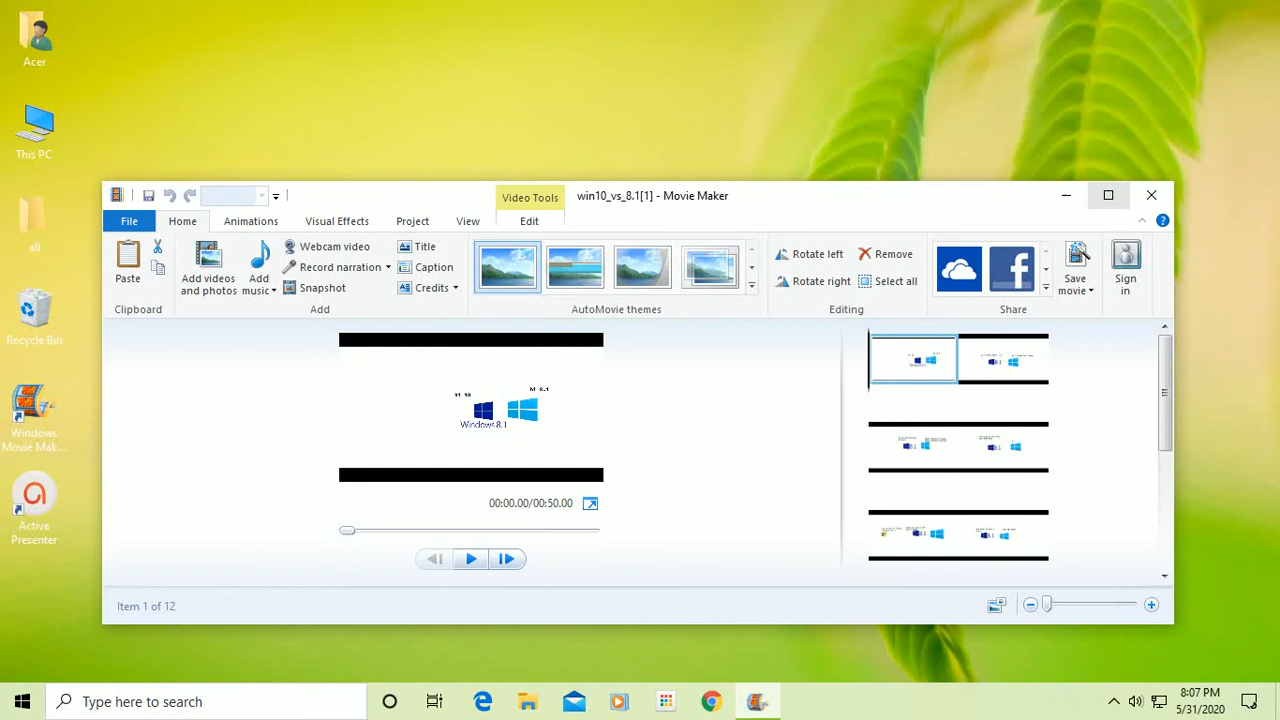 Acer
This PC
all
Recycle Bin
Windows
Movie Mak...
Active
Presenter
Video Tools
win10_vs_8.1[1] - Movie Maker
File
Home
Animations
Visual Effects
Project
View
Edit
Paste
Clipboard
Add videos
and photos
Add
music
Webcam video
Record narration
Snapshot
Title
Caption
Credits
Add
AutoMovie themes
Rotate left
Rotate right
Remove
Select all
Editing
Share
Save
movie
Sign
in
Windows 8.1
00:00.00/00:50.00
Item 1 of 12
Type here to search
8:07 PM
5/31/2020